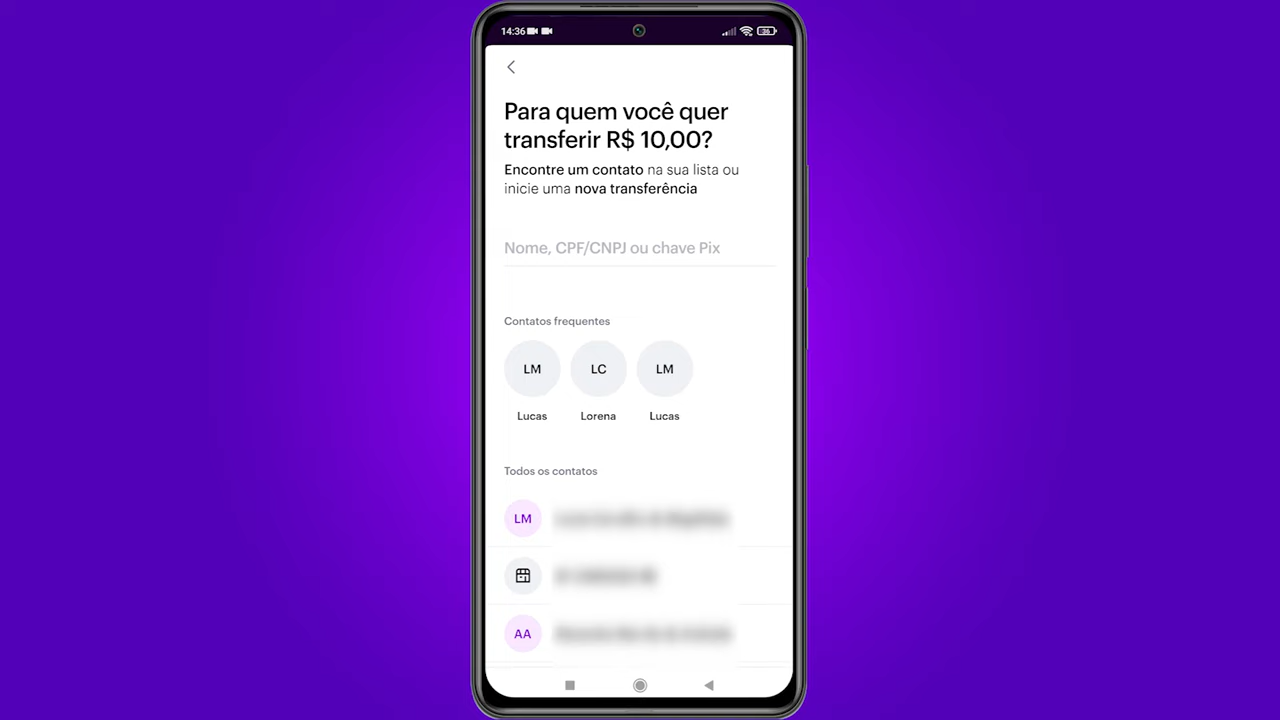 14:36
36
Para quem você quer
transferir R$ 10,00?
Encontre um contato na sua lista ou
inicie uma nova transferência
Nome, CPF/CNPJ ou chave Pix
Contatos frequentes
LM LC LM
Lucas Lorena Lucas
Todos os contatos
LM
AA